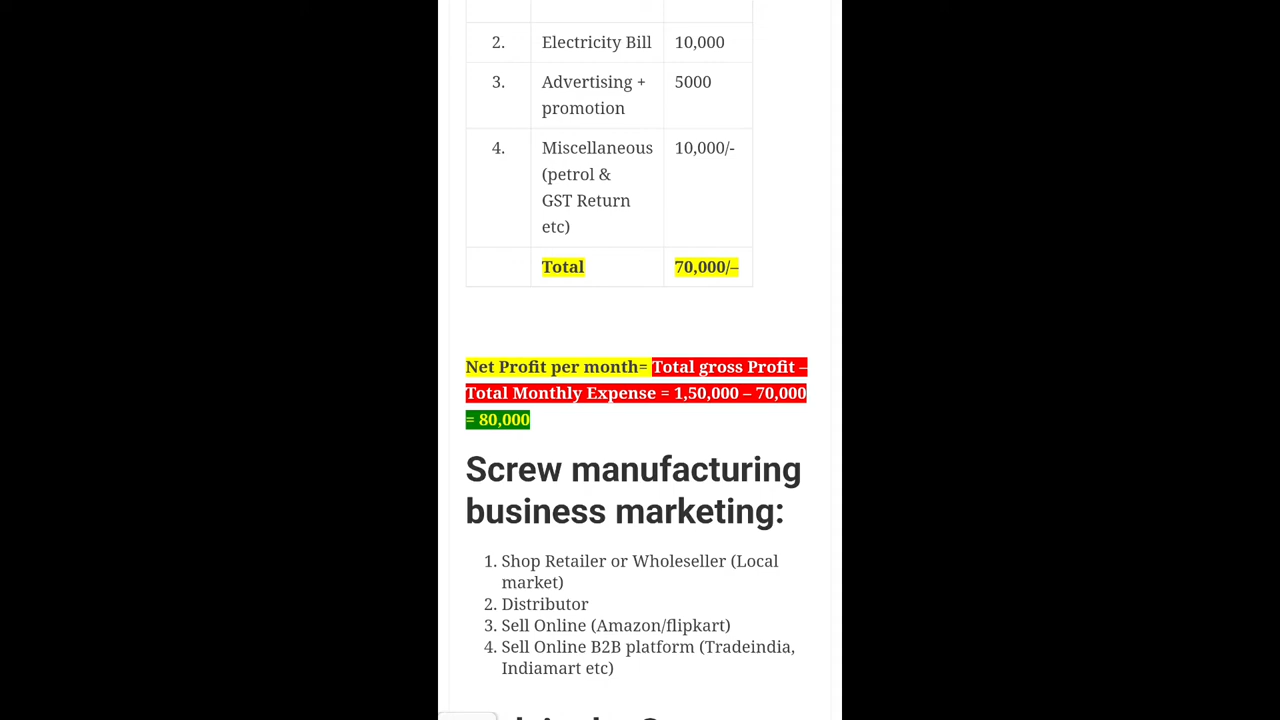 2. Electricity Bill 10,000
3. Advertising + 5000
promotion
4. Miscellaneous 10,000/-
(petrol &
GST Return
etc)
Total 70,000/–
Net Profit per month= Total gross Profit –
Total Monthly Expense = 1,50,000 – 70,000
= 80,000
Screw manufacturing
business marketing:
1. Shop Retailer or Wholeseller (Local
market)
2. Distributor
3. Sell Online (Amazon/flipkart)
4. Sell Online B2B platform (Tradeindia,
Indiamart etc)